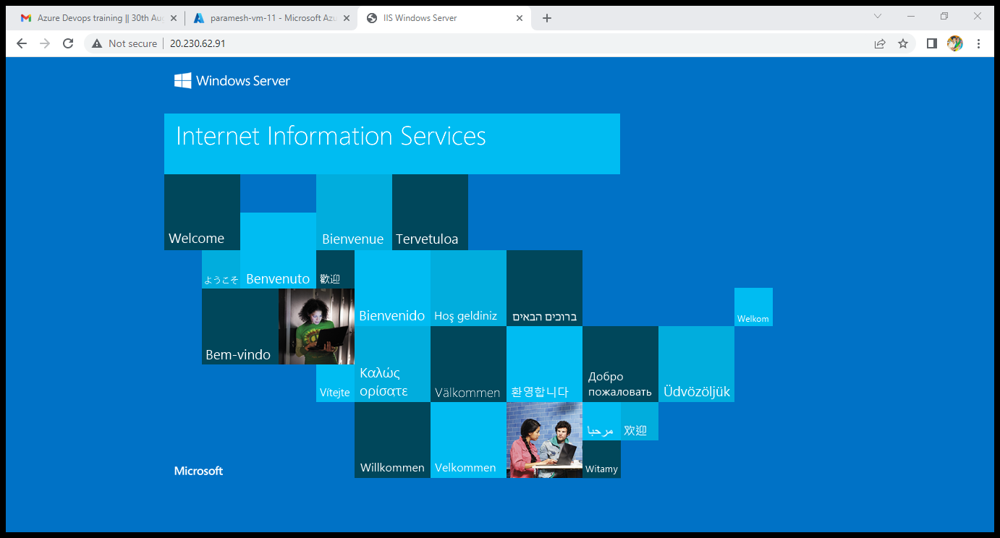 Azure Devops training || 30th Aug
paramesh-vm-11 - Microsoft Azu
IIS Windows Server
Not secure
20.230.62.91
Windows Server
Internet Information Services
Welcome
Bienvenue
Tervetuloa
ようこそ
Benvenuto
歡迎
Bienvenido
Hoş geldiniz
ברוכים הבאים
Welkom
Bem-vindo
Vítejte
Καλώς
ορίσατε
Välkommen
환영합니다
Добро
пожаловать
Üdvözöljük
Microsoft
Willkommen
Velkommen
مرحبا
欢迎
Witamy